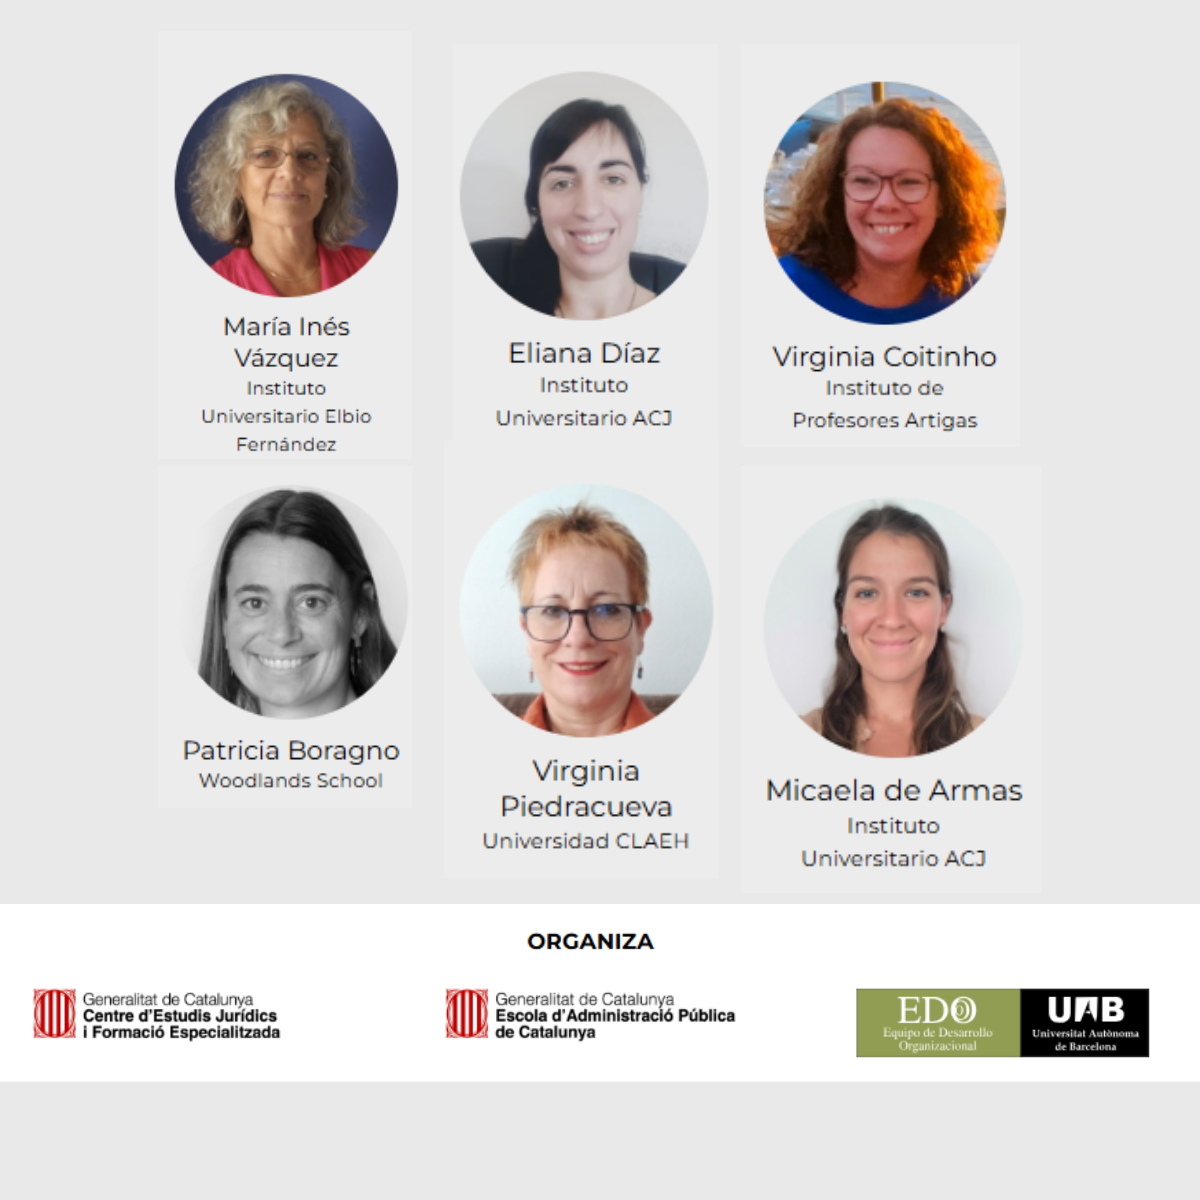 María Inés
Vázquez
Instituto
Universitario Elbio
Fernández
Eliana Díaz
Instituto
Universitario ACJ
Virginia Coitinho
Instituto de
Profesores Artigas
Patricia Boragno
Woodlands School
Virginia
Piedracueva
Universidad CLAEH
Micaela de Armas
Instituto
Universitario ACJ
ORGANIZA
Generalitat de Catalunya
Centre d'Estudis Jurídics
i Formació Especialitzada
Generalitat de Catalunya
Escola d'Administració Pública
de Catalunya
EDO
Equipo de Desarrollo
Organizacional
UAB
Universitat Autònoma
de Barcelona